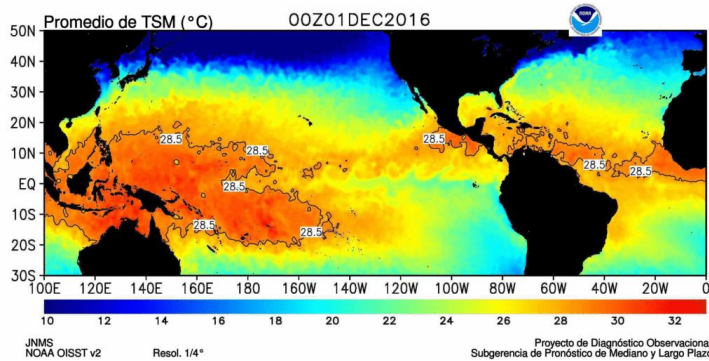 Promedio de TSM (°C)
00Z01DEC2016
NOAA
50N
40N
30N
20N
10N
EQ
10S
20S
30S
28.5
28.5
28.5
28.5
28.5
28.5
28.5
100E 120E 140E 160E 180 160W 140W 120W 100W 80W 60W 40W 20W 0
10 12 14 16 18 20 22 24 26 28 30 32
JNMS
NOAA OISST v2 Resol. 1/4°
Proyecto de Diagnóstico Observaciona
Subgerencia de Pronóstico de Mediano y Largo Plaz